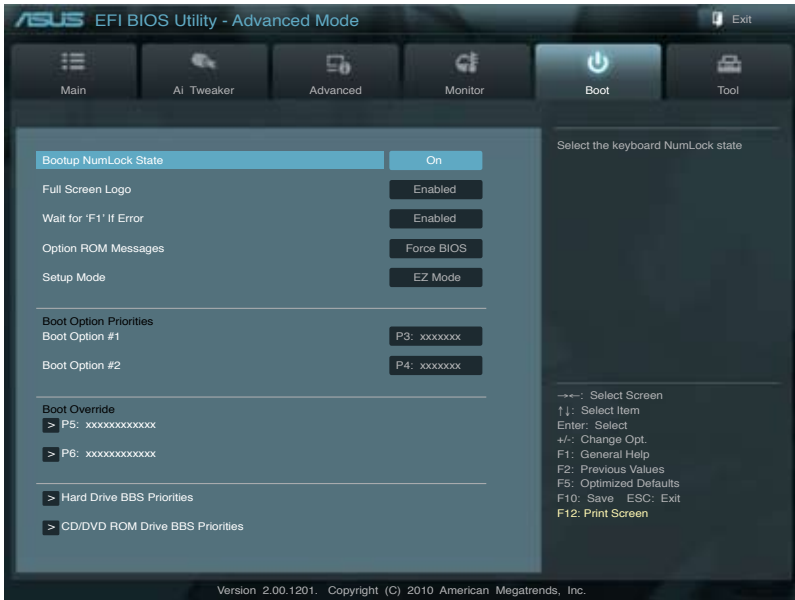 ASUS EFI BIOS Utility - Advanced Mode
Exit
Main
Ai Tweaker
Advanced
Monitor
Boot
Tool
Bootup NumLock State On
Full Screen Logo Enabled
Wait for ‘F1’ If Error Enabled
Option ROM Messages Force BIOS
Setup Mode EZ Mode
Boot Option Priorities
Boot Option #1 P3: xxxxxxx
Boot Option #2 P4: xxxxxxx
Boot Override
> P5: xxxxxxxxxxxx
> P6: xxxxxxxxxxxx
> Hard Drive BBS Priorities
> CD/DVD ROM Drive BBS Priorities
Select the keyboard NumLock state
→←: Select Screen
↑↓: Select Item
Enter: Select
+/-: Change Opt.
F1: General Help
F2: Previous Values
F5: Optimized Defaults
F10: Save ESC: Exit
F12: Print Screen
Version 2.00.1201. Copyright (C) 2010 American Megatrends, Inc.